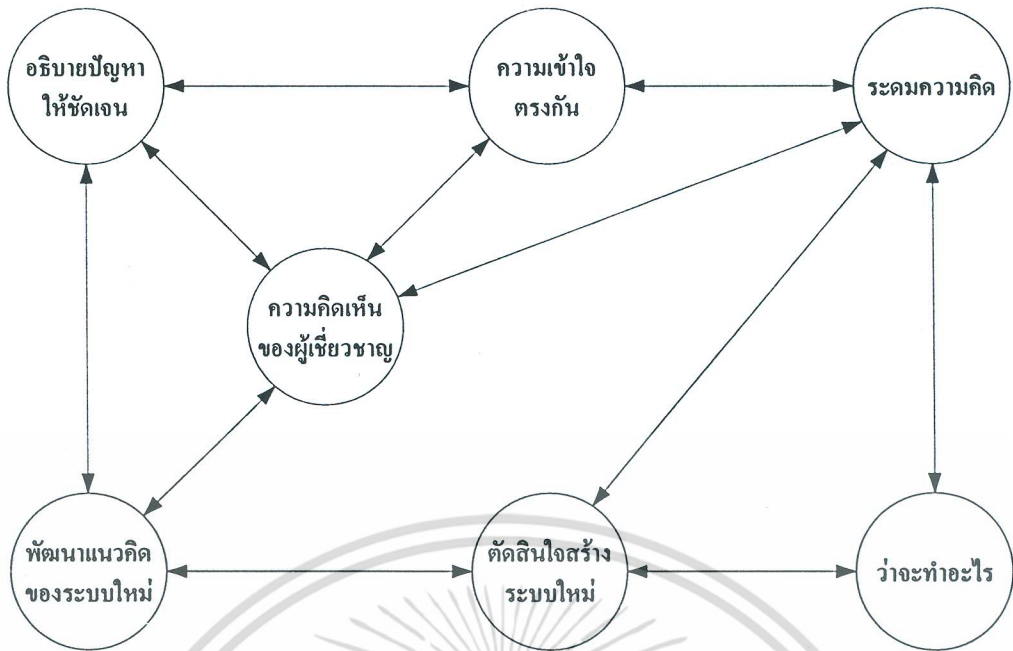 อธิบายปัญหา
ให้ชัดเจน
ความเข้าใจ
ตรงกัน
ระดมความคิด
ความคิดเห็น
ของผู้เชี่ยวชาญ
พัฒนาแนวคิด
ของระบบใหม่
ตัดสินใจสร้าง
ระบบใหม่
ว่าจะทำอะไร